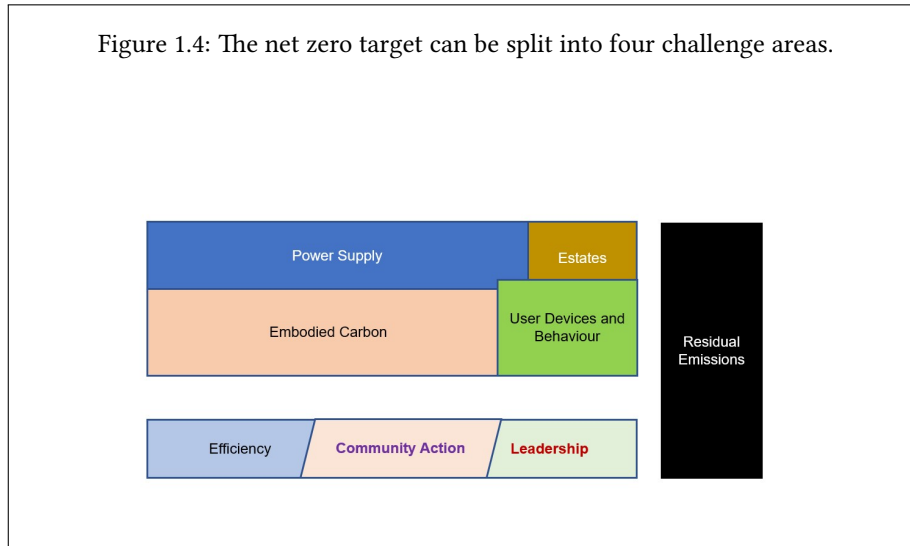 Figure 1.4: The net zero target can be split into four challenge areas.
Power Supply
Estates
Embodied Carbon
User Devices and
Behaviour
Residual
Emissions
Efficiency
Community Action
Leadership